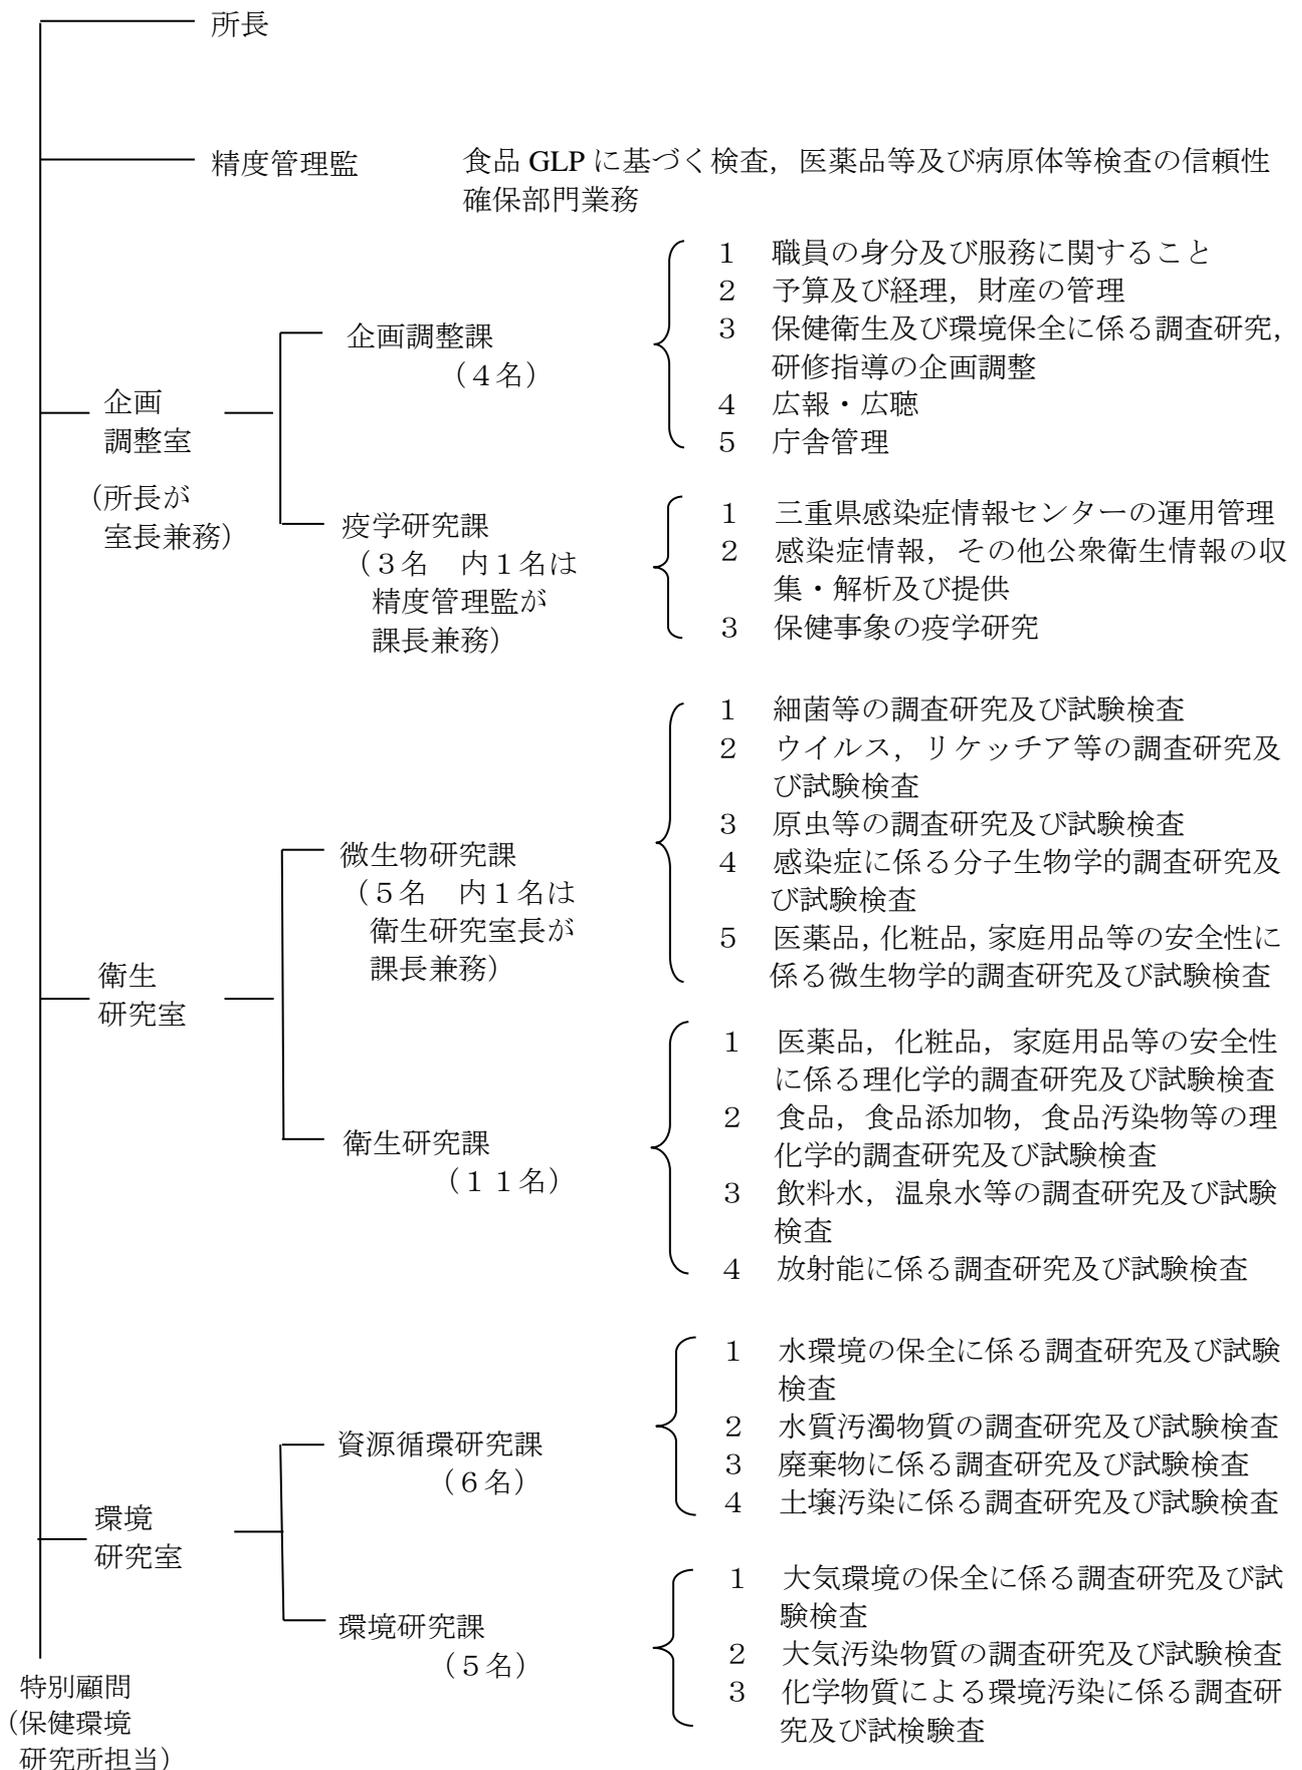 所長
精度管理監
食品 GLP に基づく検査，医薬品等及び病原体等検査の信頼性
確保部門業務
企画
調整室
（所長が
室長兼務）
企画調整課
（４名）
１　職員の身分及び服務に関すること
２　予算及び経理，財産の管理
３　保健衛生及び環境保全に係る調査研究，
研修指導の企画調整
４　広報・広聴
５　庁舎管理
疫学研究課
（３名　内１名は
精度管理監が
課長兼務）
１　三重県感染症情報センターの運用管理
２　感染症情報，その他公衆衛生情報の収
集・解析及び提供
３　保健事象の疫学研究
衛生
研究室
微生物研究課
（５名　内１名は
衛生研究室長が
課長兼務）
１　細菌等の調査研究及び試験検査
２　ウイルス，リケッチア等の調査研究及
び試験検査
３　原虫等の調査研究及び試験検査
４　感染症に係る分子生物学的調査研究及
び試験検査
５　医薬品，化粧品，家庭用品等の安全性に
係る微生物学的調査研究及び試験検査
衛生研究課
（１１名）
１　医薬品，化粧品，家庭用品等の安全性
に係る理化学的調査研究及び試験検査
２　食品，食品添加物，食品汚染物等の理
化学的調査研究及び試験検査
３　飲料水，温泉水等の調査研究及び試験
検査
４　放射能に係る調査研究及び試験検査
環境
研究室
資源循環研究課
（６名）
１　水環境の保全に係る調査研究及び試験
検査
２　水質汚濁物質の調査研究及び試験検査
３　廃棄物に係る調査研究及び試験検査
４　土壌汚染に係る調査研究及び試験検査
環境研究課
（５名）
１　大気環境の保全に係る調査研究及び試
験検査
２　大気汚染物質の調査研究及び試験検査
３　化学物質による環境汚染に係る調査研
究及び試検験査
特別顧問
（保健環境
研究所担当）